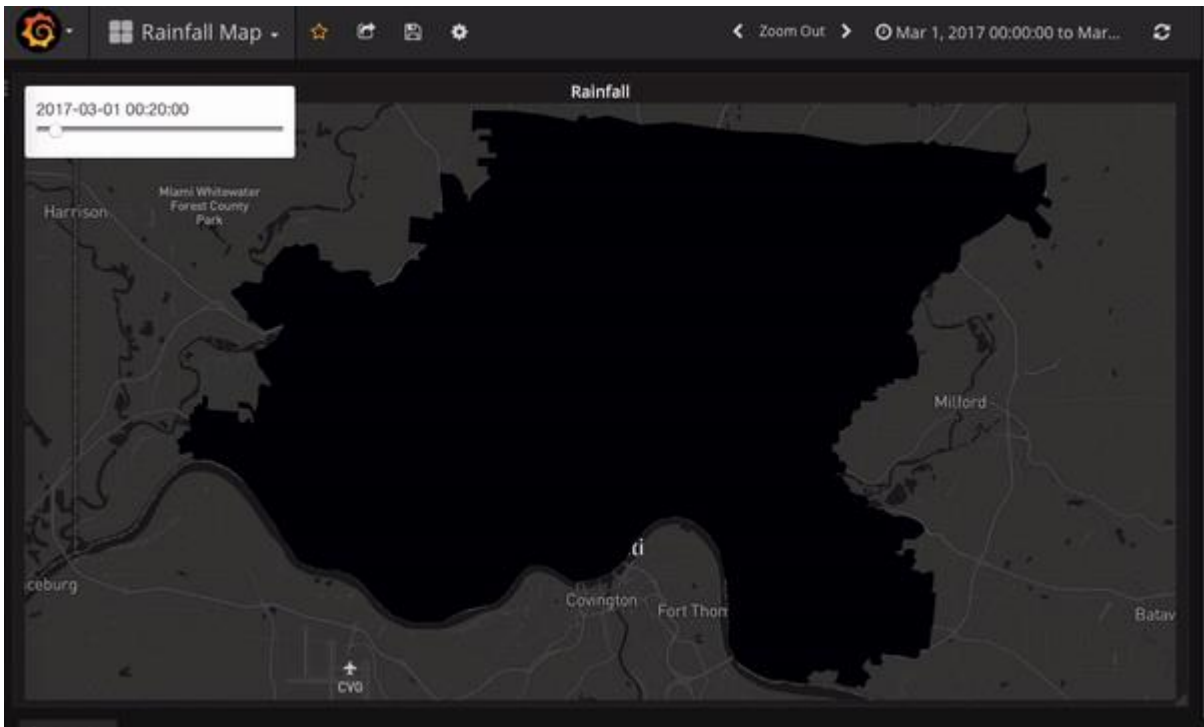 Rainfall Map
Zoom Out
Mar 1, 2017 00:00:00 to Mar...
Rainfall
2017-03-01 00:20:00
Miami Whitewater
Forest County
Park
Harrison
Milford
ti
ceburg
Covington
Fort Thom
Batav
CVG